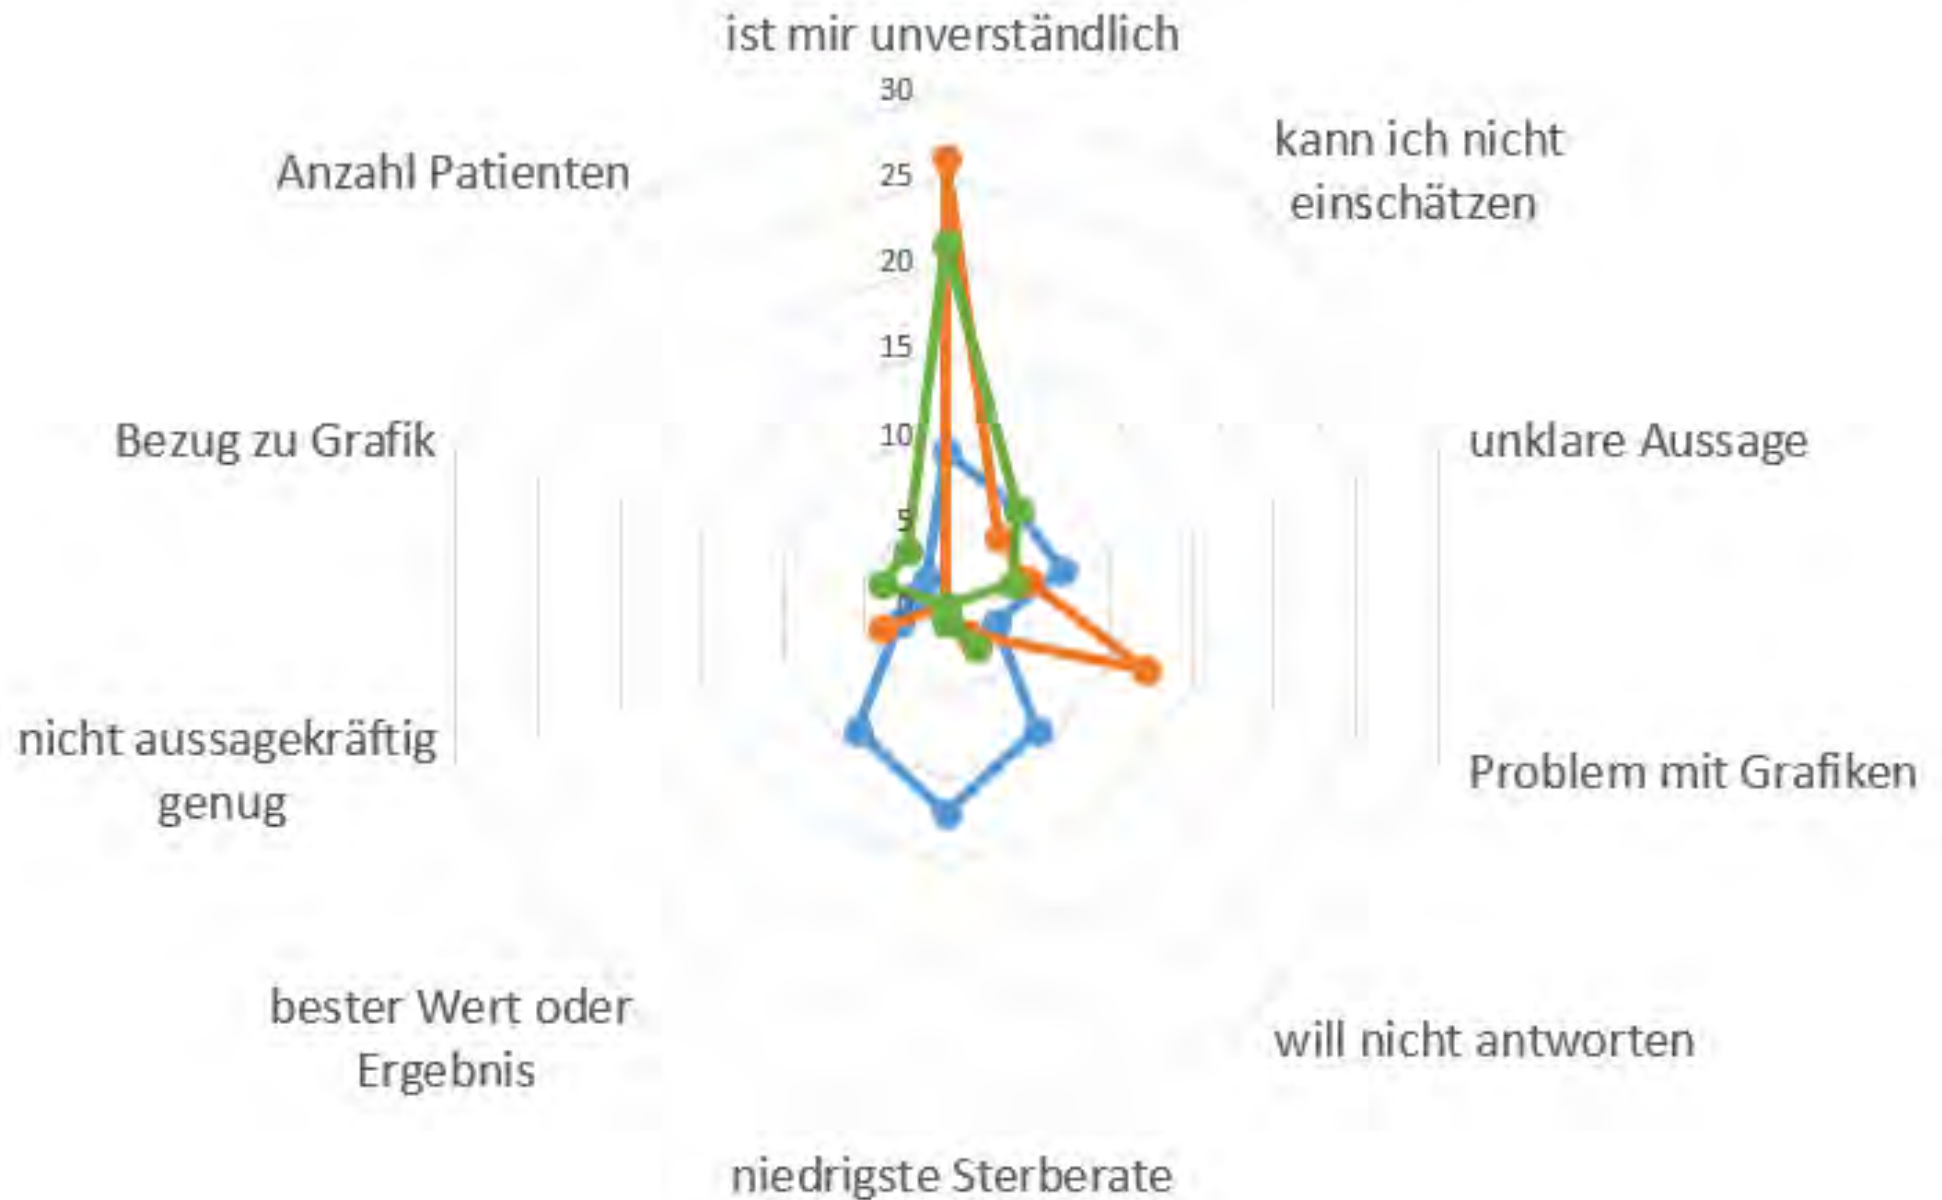 ist mir unverständlich
30
kann ich nicht
einschätzen
Anzahl Patienten
25
20
15
10
Bezug zu Grafik
unklare Aussage
5
nicht aussagekräftig
genug
Problem mit Grafiken
bester Wert oder
Ergebnis
will nicht antworten
niedrigste Sterberate